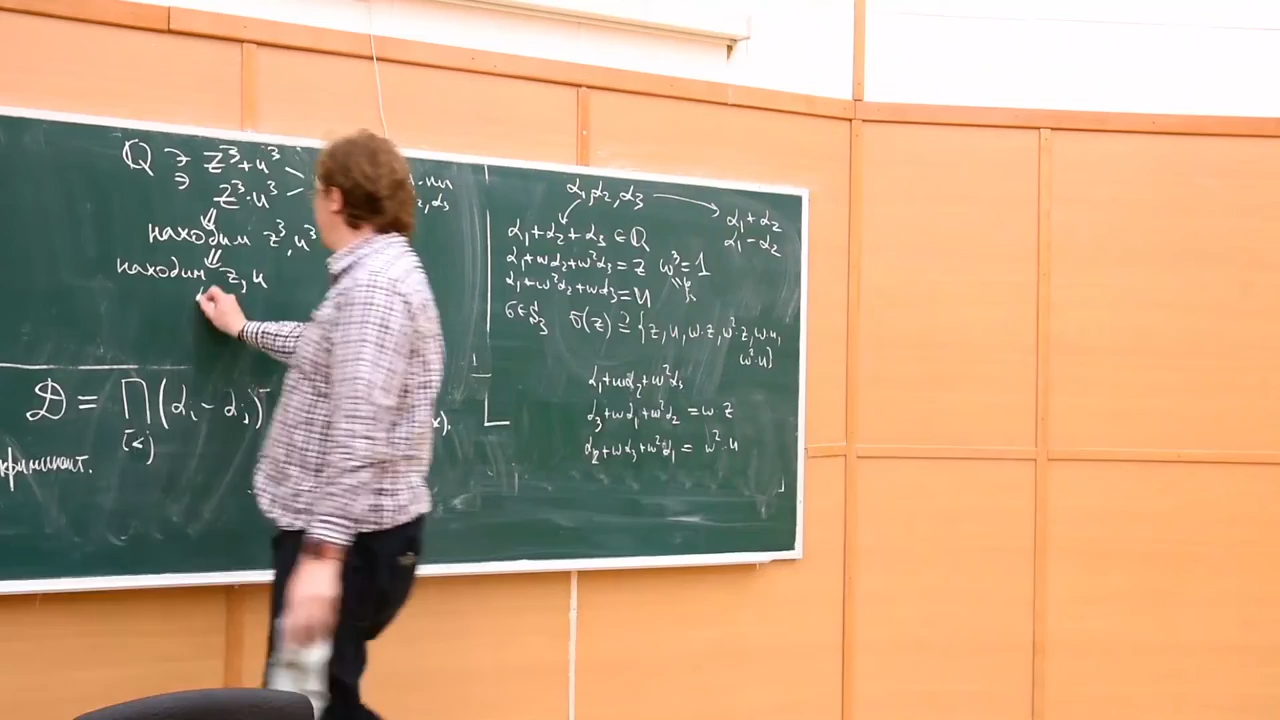 Q ∋ z³+u³
∋ z³·u³
⇓
находим z³, u³
⇓
находим z, u
𝒟 = ∏ (αᵢ - αⱼ)
i<j
α₁, α₂, α₃
α₁+α₂+α₃ ∈ Q
α₁+ωα₂+ω²α₃ = z ω³=1
α₁+ω²α₂+ωα₃ = u
α₁+α₂
α₁-α₂
σ∈S₃ σ(z) ≟ {z, u, ω·z, ω²·z, ω·u,
ω²·u}
α₁+ωα₂+ω²α₃
α₃+ωα₁+ω²α₂ = ω·z
α₂+ωα₃+ω²α₁ = ω²·u